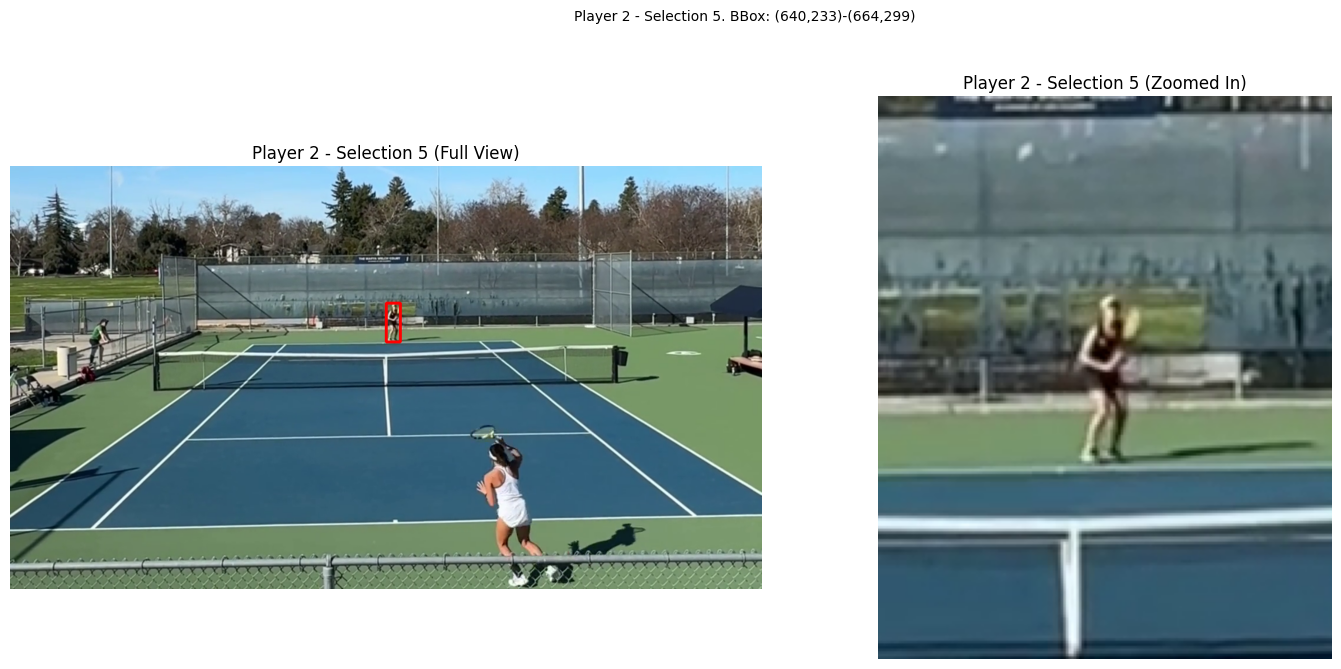 Player 2 - Selection 5. BBox: (640,233)-(664,299)
Player 2 - Selection 5 (Full View)
Player 2 - Selection 5 (Zoomed In)